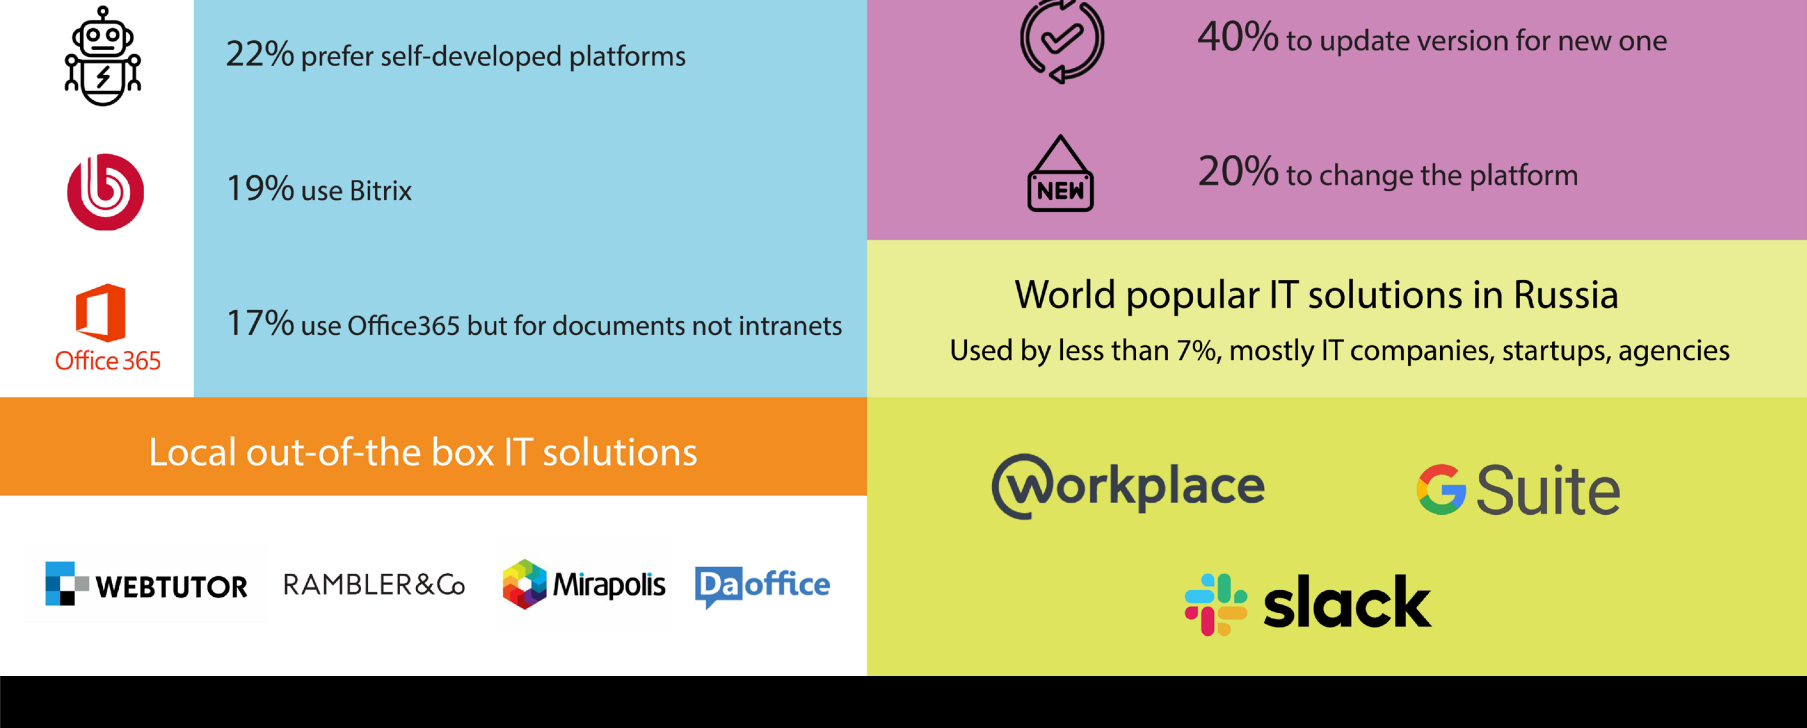 22% prefer self-developed platforms
19% use Bitrix
Office 365
17% use Office365 but for documents not intranets
Local out-of-the box IT solutions
WEBTUTOR
RAMBLER&Co
Mirapolis
Daoffice
40% to update version for new one
NEW
20% to change the platform
World popular IT solutions in Russia
Used by less than 7%, mostly IT companies, startups, agencies
Workplace
G Suite
slack